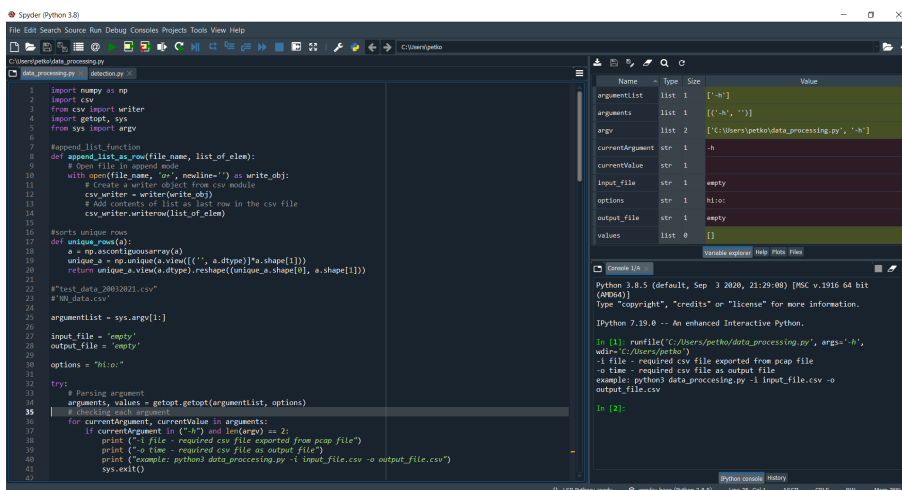 Spyder (Python 3.8)
File Edit Search Source Run Debug Consoles Projects Tools View Help
C:\Users\petko
C:\Users\petko\data_processing.py
data_processing.py
detection.py
1 import numpy as np
2 import csv
3 from csv import writer
4 import getopt, sys
5 from sys import argv
6
7 #append_list_function
8 def append_list_as_row(file_name, list_of_elem):
9 # Open file in append mode
10 with open(file_name, 'a+', newline='') as write_obj:
11 # Create a writer object from csv module
12 csv_writer = writer(write_obj)
13 # Add contents of list as last row in the csv file
14 csv_writer.writerow(list_of_elem)
15
16 #sorts unique rows
17 def unique_rows(a):
18 a = np.ascontiguousarray(a)
19 unique_a = np.unique(a.view([('', a.dtype)]*a.shape[1]))
20 return unique_a.view(a.dtype).reshape((unique_a.shape[0], a.shape[1]))
21
22 #"test_data_20032021.csv"
23 #'NN_data.csv'
24
25 argumentList = sys.argv[1:]
26
27 input_file = 'empty'
28 output_file = 'empty'
29
30 options = "hi:o:"
31
32 try:
33 # Parsing argument
34 arguments, values = getopt.getopt(argumentList, options)
35 # checking each argument
36 for currentArgument, currentValue in arguments:
37 if currentArgument in ("-h") and len(argv) == 2:
38 print ("-i file - required csv file exported from pcap file")
39 print ("-o time - required csv file as output file")
40 print ("example: python3 data_proccesing.py -i input_file.csv -o output_file.csv")
41 sys.exit()
42
Name Type Size Value
argumentList list 1 ['-h']
arguments list 1 [('-h', '')]
argv list 2 ['C:\Users\petko\data_processing.py', '-h']
currentArgument str 1 -h
currentValue str 1
input_file str 1 empty
options str 1 hi:o:
output_file str 1 empty
values list 0 []
Variable explorer Help Plots Files
Console 1/A
Python 3.8.5 (default, Sep 3 2020, 21:29:08) [MSC v.1916 64 bit
(AMD64)]
Type "copyright", "credits" or "license" for more information.
IPython 7.19.0 -- An enhanced Interactive Python.
In [1]: runfile('C:/Users/petko/data_processing.py', args='-h',
wdir='C:/Users/petko')
-i file - required csv file exported from pcap file
-o time - required csv file as output file
example: python3 data_proccesing.py -i input_file.csv -o
output_file.csv
In [2]:
IPython console History